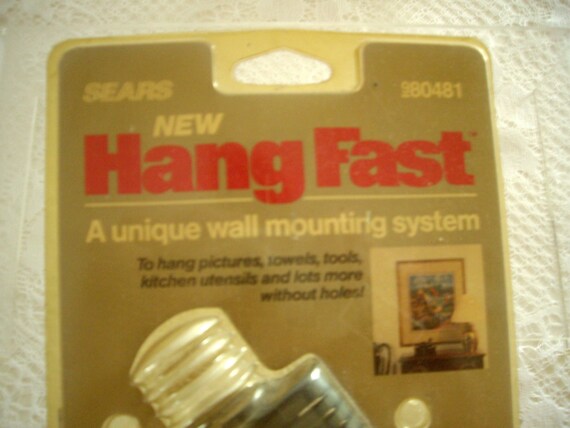 SEARS
980481
NEW
Hang Fast™
A unique wall mounting system
To hang pictures, towels, tools,
kitchen utensils and lots more
without holes!